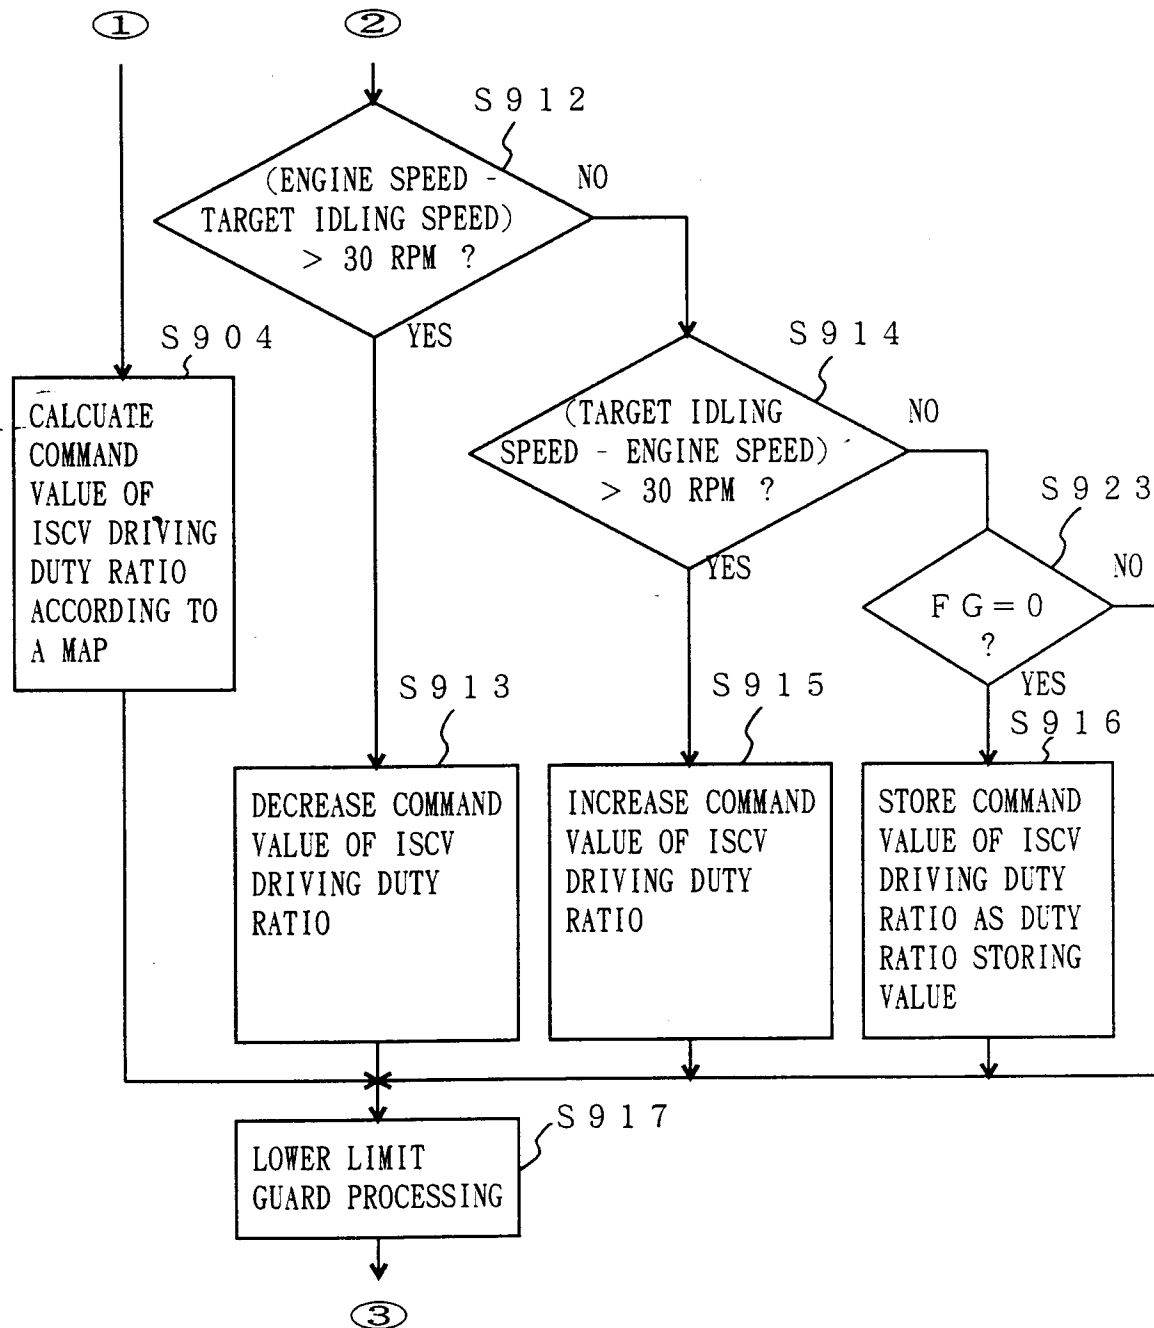 ①
②
S912
(ENGINE SPEED -
TARGET IDLING SPEED)
> 30 RPM ?
NO
YES
S904
CALCUATE
COMMAND
VALUE OF
ISCV DRIVING
DUTY RATIO
ACCORDING TO
A MAP
S914
(TARGET IDLING
SPEED - ENGINE SPEED)
> 30 RPM ?
NO
YES
S923
FG=0
?
NO
YES
S913
DECREASE COMMAND
VALUE OF ISCV
DRIVING DUTY
RATIO
S915
INCREASE COMMAND
VALUE OF ISCV
DRIVING DUTY
RATIO
S916
STORE COMMAND
VALUE OF ISCV
DRIVING DUTY
RATIO AS DUTY
RATIO STORING
VALUE
S917
LOWER LIMIT
GUARD PROCESSING
③